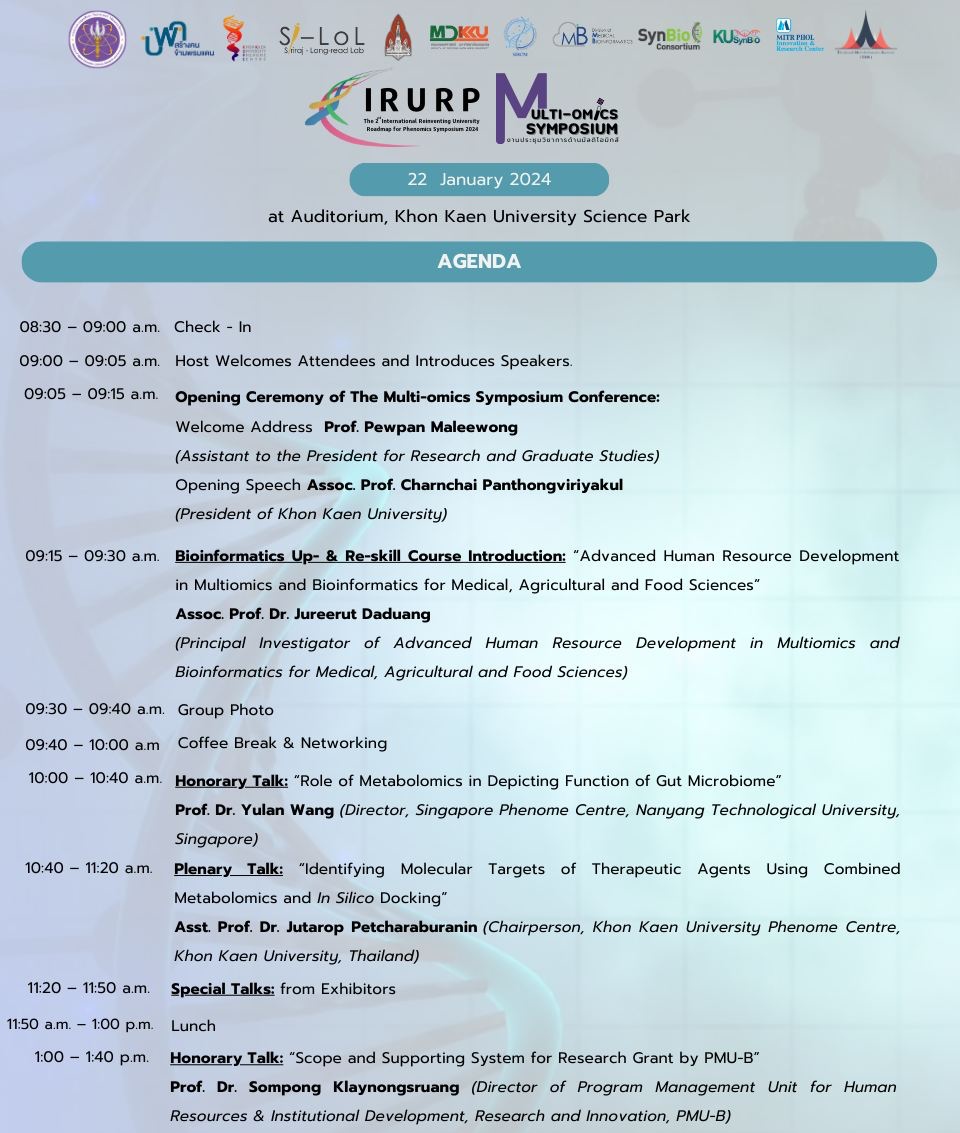 Si-LoL
Siriraj - Long-read Lab
MDKKU
MB Division of MEDICAL BIOINFORMATICS
SynBio Consortium
KU SynBio
MITR PHOL
Innovation &
Research Center
สร้างคน
ข้ามพรมแดน
IRURP
The 2nd International Reinventing University
Roadmap for Phenomics Symposium 2024
MULTI-OMICS
SYMPOSIUM
งานประชุมวิชาการด้านมัลติโอมิกส์
22 January 2024
at Auditorium, Khon Kaen University Science Park
AGENDA
08:30 – 09:00 a.m. Check - In
09:00 – 09:05 a.m. Host Welcomes Attendees and Introduces Speakers.
09:05 – 09:15 a.m. Opening Ceremony of The Multi-omics Symposium Conference:
Welcome Address Prof. Pewpan Maleewong
(Assistant to the President for Research and Graduate Studies)
Opening Speech Assoc. Prof. Charnchai Panthongviriyakul
(President of Khon Kaen University)
09:15 – 09:30 a.m. Bioinformatics Up- & Re-skill Course Introduction: "Advanced Human Resource Development
in Multiomics and Bioinformatics for Medical, Agricultural and Food Sciences"
Assoc. Prof. Dr. Jureerut Daduang
(Principal Investigator of Advanced Human Resource Development in Multiomics and
Bioinformatics for Medical, Agricultural and Food Sciences)
09:30 – 09:40 a.m. Group Photo
09:40 – 10:00 a.m Coffee Break & Networking
10:00 – 10:40 a.m. Honorary Talk: "Role of Metabolomics in Depicting Function of Gut Microbiome"
Prof. Dr. Yulan Wang (Director, Singapore Phenome Centre, Nanyang Technological University,
Singapore)
10:40 – 11:20 a.m. Plenary Talk: "Identifying Molecular Targets of Therapeutic Agents Using Combined
Metabolomics and In Silico Docking"
Asst. Prof. Dr. Jutarop Petcharaburanin (Chairperson, Khon Kaen University Phenome Centre,
Khon Kaen University, Thailand)
11:20 – 11:50 a.m. Special Talks: from Exhibitors
11:50 a.m. – 1:00 p.m. Lunch
1:00 – 1:40 p.m. Honorary Talk: "Scope and Supporting System for Research Grant by PMU-B"
Prof. Dr. Sompong Klaynongsruang (Director of Program Management Unit for Human
Resources & Institutional Development, Research and Innovation, PMU-B)